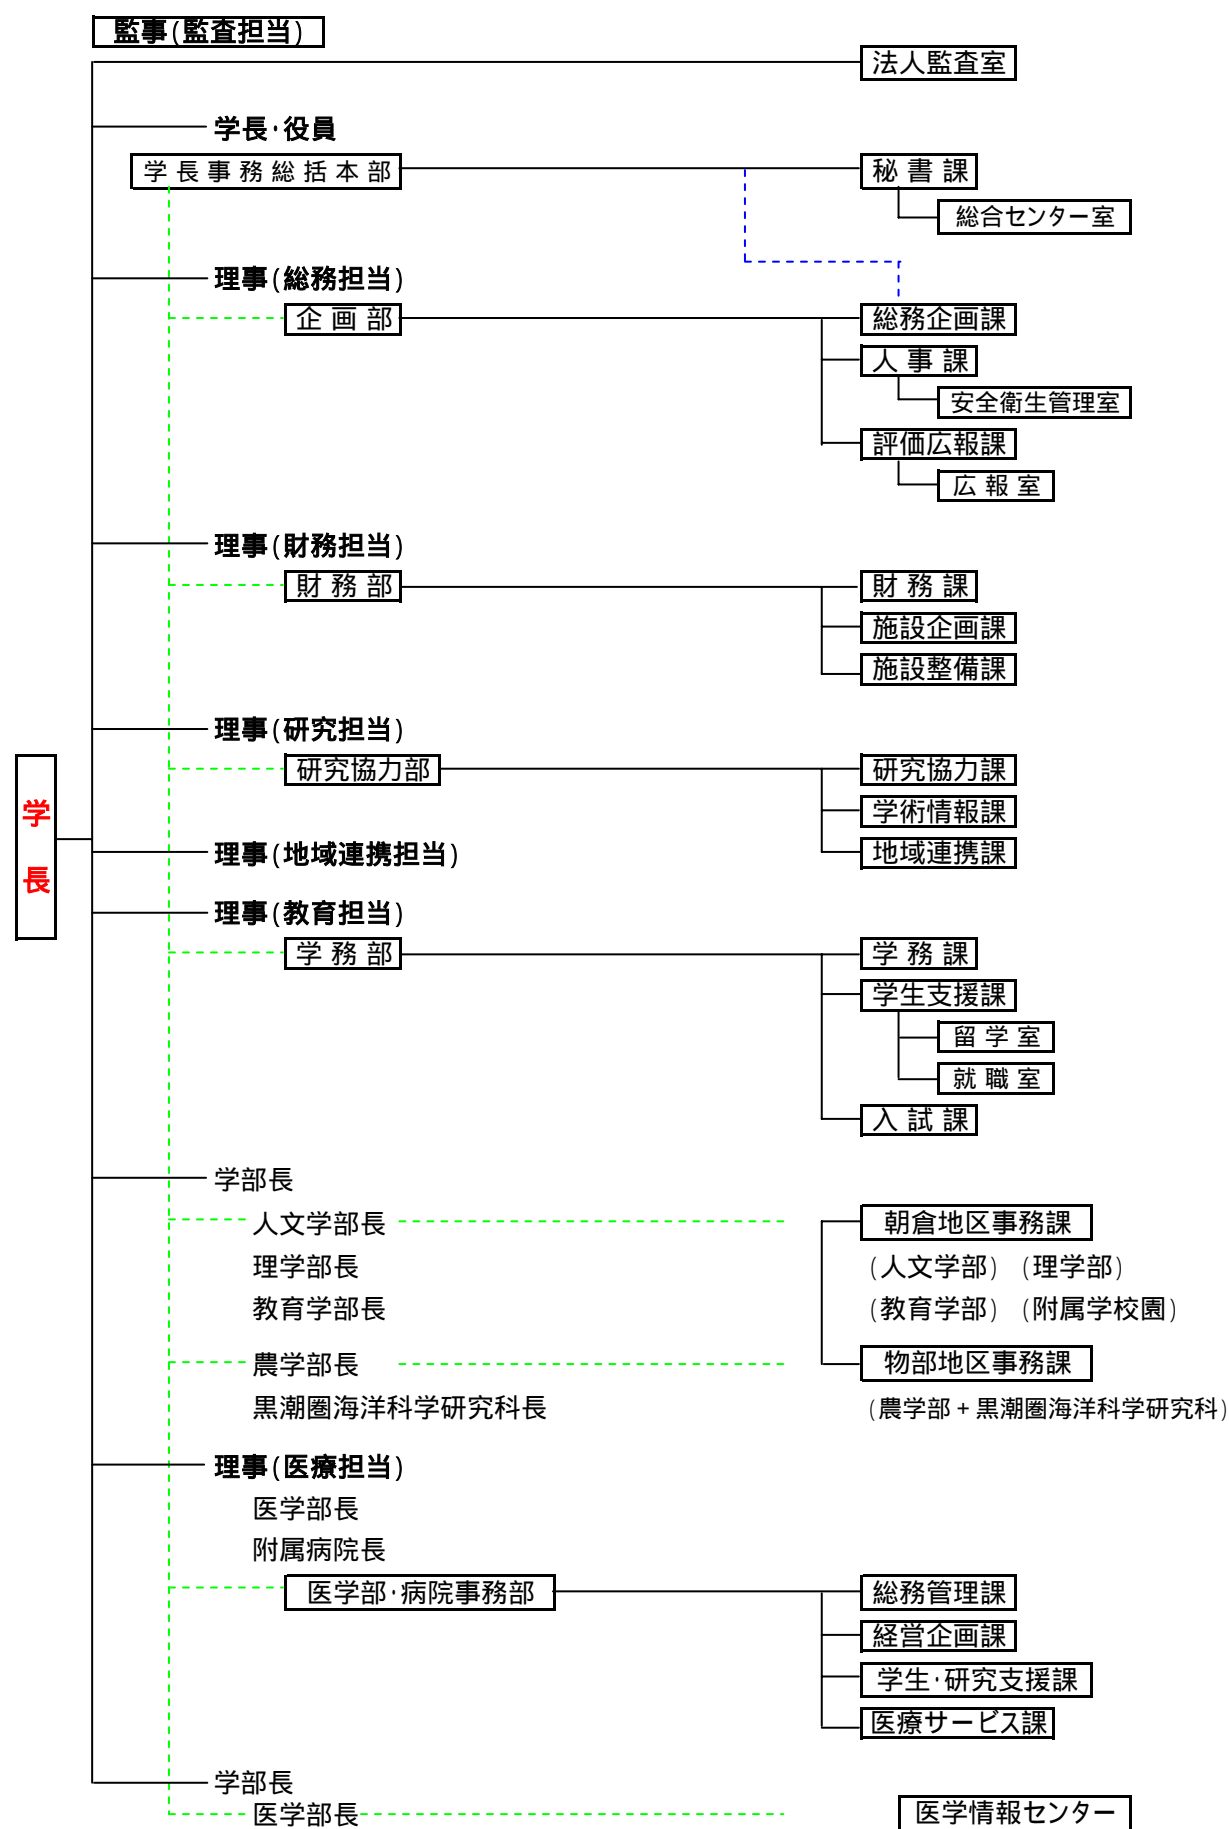 監事(監査担当)
法人監査室
学長・役員
学長事務総括本部 秘書課
総合センター室
理事(総務担当)
企画部 総務企画課
人事課
安全衛生管理室
評価広報課
広報室
理事(財務担当)
財務部 財務課
施設企画課
施設整備課
理事(研究担当)
研究協力部 研究協力課
学術情報課
学長
理事(地域連携担当) 地域連携課
理事(教育担当)
学務部 学務課
学生支援課
留学室
就職室
入試課
学部長
人文学部長 朝倉地区事務課
理学部長 (人文学部) (理学部)
教育学部長 (教育学部) (附属学校園)
農学部長 物部地区事務課
黒潮圏海洋科学研究科長 (農学部+黒潮圏海洋科学研究科)
理事(医療担当)
医学部長
附属病院長
医学部・病院事務部 総務管理課
経営企画課
学生・研究支援課
医療サービス課
学部長
医学部長 医学情報センター